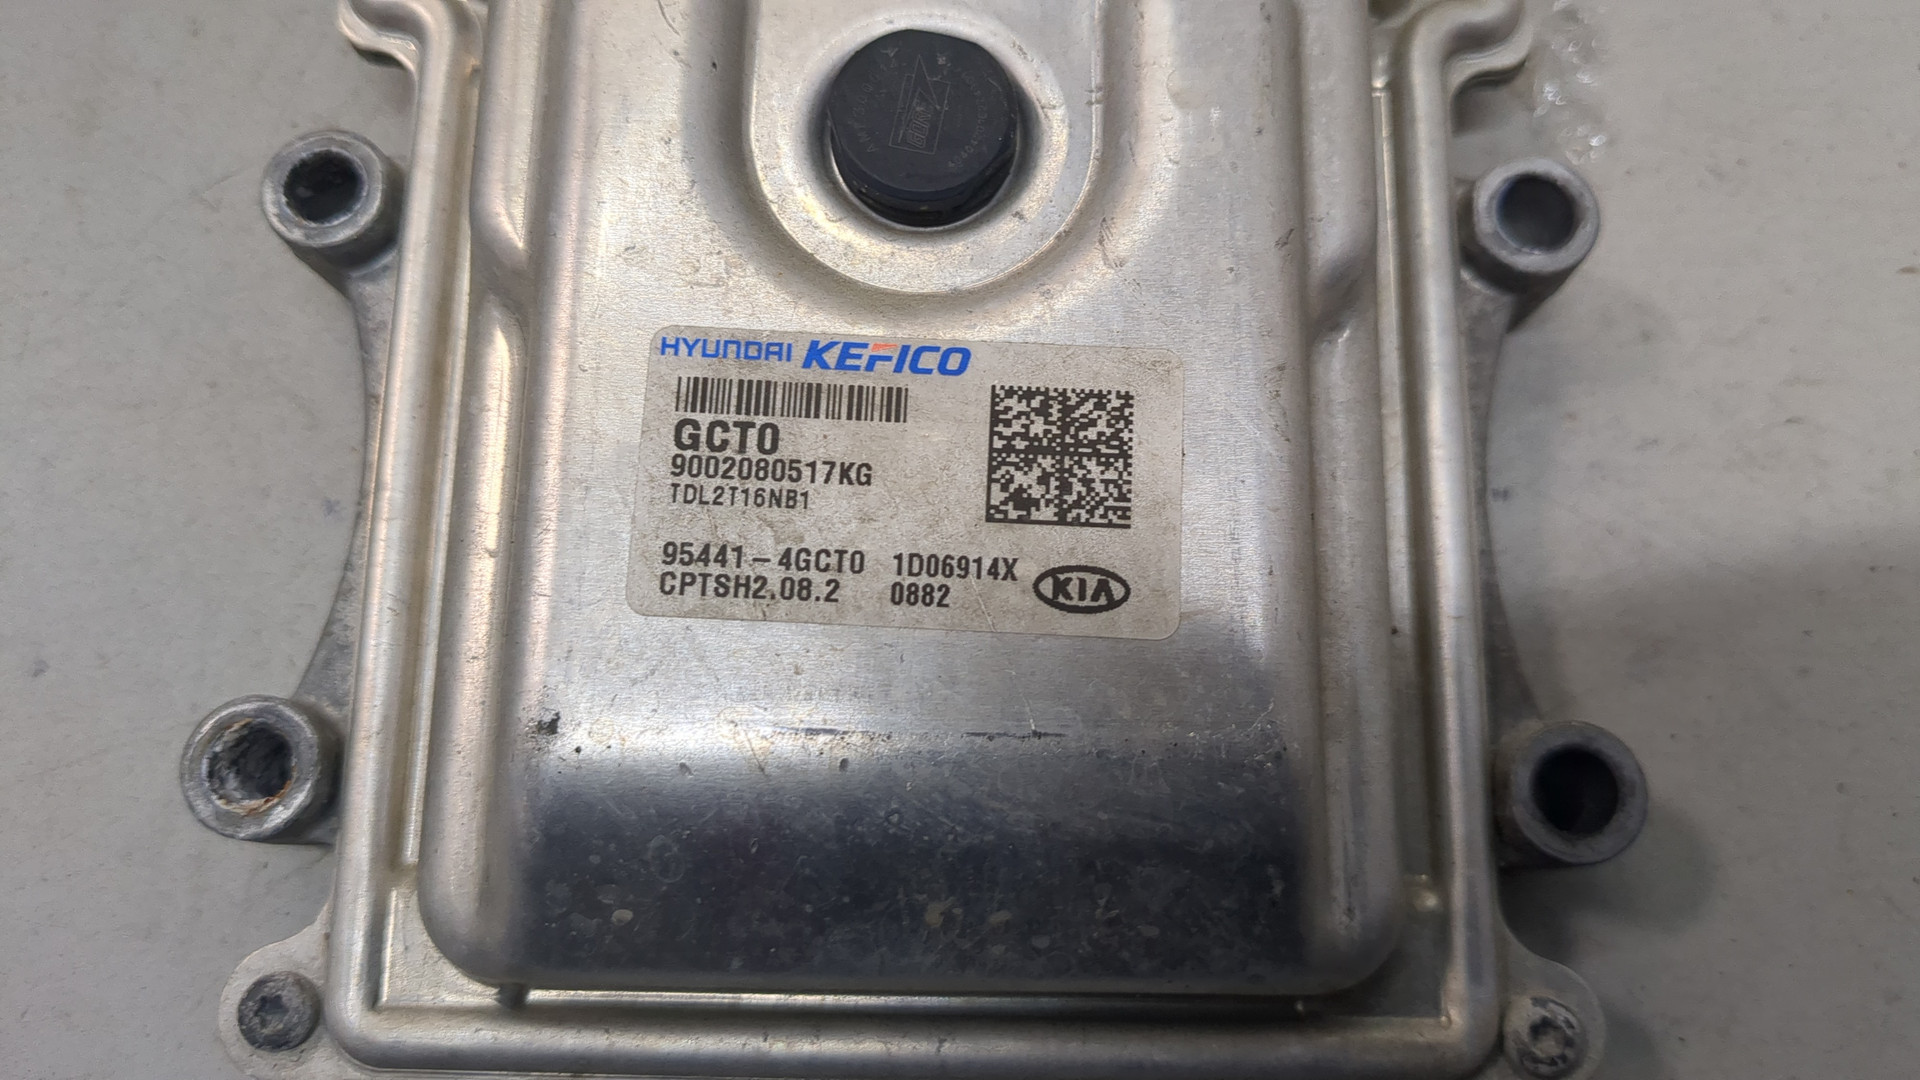 HYUNDAI KEFICO
GCT0
9002080517KG
TDL2T16NB1
95441-4GCT0 1D06914X
CPTSH2.08.2 0882
KIA